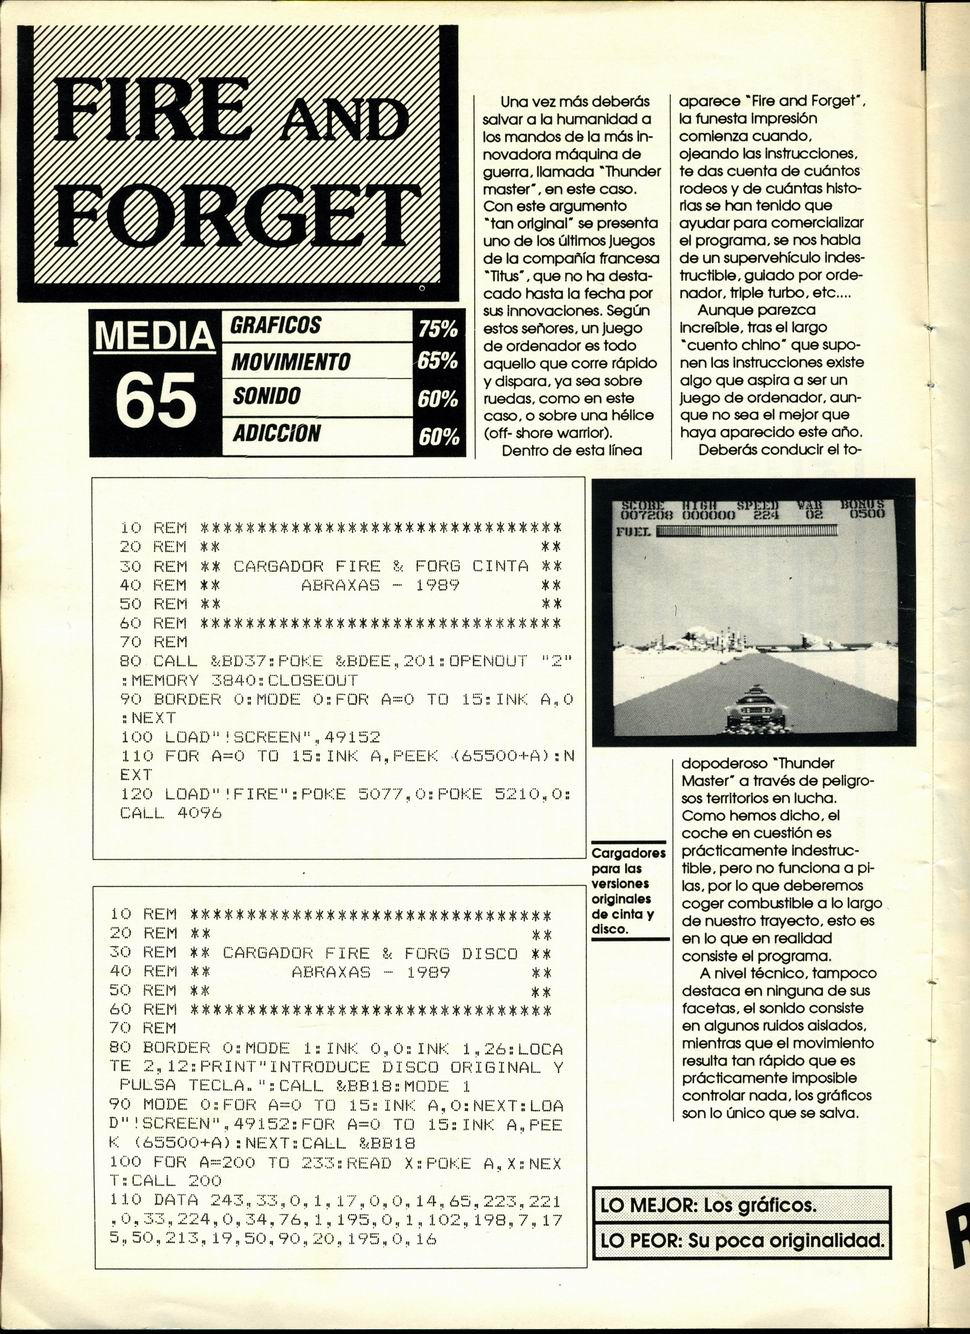 FIRE AND
FORGET
MEDIA
65
GRAFICOS 75%
MOVIMIENTO 65%
SONIDO 60%
ADICCION 60%
Una vez más deberás
salvar a la humanidad a
los mandos de la más in-
novadora máquina de
guerra, llamada "Thunder
master", en este caso.
Con este argumento
"tan original" se presenta
uno de los últimos juegos
de la compañía francesa
"Titus", que no ha desta-
cado hasta la fecha por
sus innovaciones. Según
estos señores, un juego
de ordenador es todo
aquello que corre rápido
y dispara, ya sea sobre
ruedas, como en este
caso, o sobre una hélice
(off- shore warrior).
Dentro de esta línea
aparece "Fire and Forget",
la funesta impresión
comienza cuando,
ojeando las instrucciones,
te das cuenta de cuántos
rodeos y de cuántas histo-
rias se han tenido que
ayudar para comercializar
el programa, se nos habla
de un supervehículo indes-
tructible, guiado por orde-
nador, triple turbo, etc....
Aunque parezca
increíble, tras el largo
"cuento chino" que supo-
nen las instrucciones existe
algo que aspira a ser un
juego de ordenador, aun-
que no sea el mejor que
haya aparecido este año.
Deberás conducir el to-
SCORE HIGH SPEED WAR BONUS
007208 000000 224 02 0500
FUEL
dopoderoso "Thunder
Master" a través de peligro-
sos territorios en lucha.
Como hemos dicho, el
coche en cuestión es
prácticamente indestruc-
tible, pero no funciona a pi-
las, por lo que deberemos
coger combustible a lo largo
de nuestro trayecto, esto es
en lo que en realidad
consiste el programa.
A nivel técnico, tampoco
destaca en ninguna de sus
facetas, el sonido consiste
en algunos ruidos aislados,
mientras que el movimiento
resulta tan rápido que es
prácticamente imposible
controlar nada, los gráficos
son lo único que se salva.
10 REM ********************************
20 REM ** **
30 REM ** CARGADOR FIRE & FORG CINTA **
40 REM ** ABRAXAS - 1989 **
50 REM ** **
60 REM ********************************
70 REM
80 CALL &BD37:POKE &BDEE,201:OPENOUT "2"
:MEMORY 3840:CLOSEOUT
90 BORDER 0:MODE 0:FOR A=0 TO 15:INK A,0
:NEXT
100 LOAD"!SCREEN",49152
110 FOR A=0 TO 15:INK A,PEEK (65500+A):N
EXT
120 LOAD"!FIRE":POKE 5077,0:POKE 5210,0:
CALL 4096
Cargadores
para las
versiones
originales
de cinta y
disco.
10 REM ********************************
20 REM ** **
30 REM ** CARGADOR FIRE & FORG DISCO **
40 REM ** ABRAXAS - 1989 **
50 REM ** **
60 REM ********************************
70 REM
80 BORDER 0:MODE 1:INK 0,0:INK 1,26:LOCA
TE 2,12:PRINT"INTRODUCE DISCO ORIGINAL Y
PULSA TECLA.":CALL &BB18:MODE 1
90 MODE 0:FOR A=0 TO 15:INK A,0:NEXT:LOA
D"!SCREEN",49152:FOR A=0 TO 15:INK A,PEE
K (65500+A):NEXT:CALL &BB18
100 FOR A=200 TO 233:READ X:POKE A,X:NEX
T:CALL 200
110 DATA 243,33,0,1,17,0,0,14,65,223,221
,0,33,224,0,34,76,1,195,0,1,102,198,7,17
5,50,213,19,50,90,20,195,0,16
LO MEJOR: Los gráficos.
LO PEOR: Su poca originalidad.
R